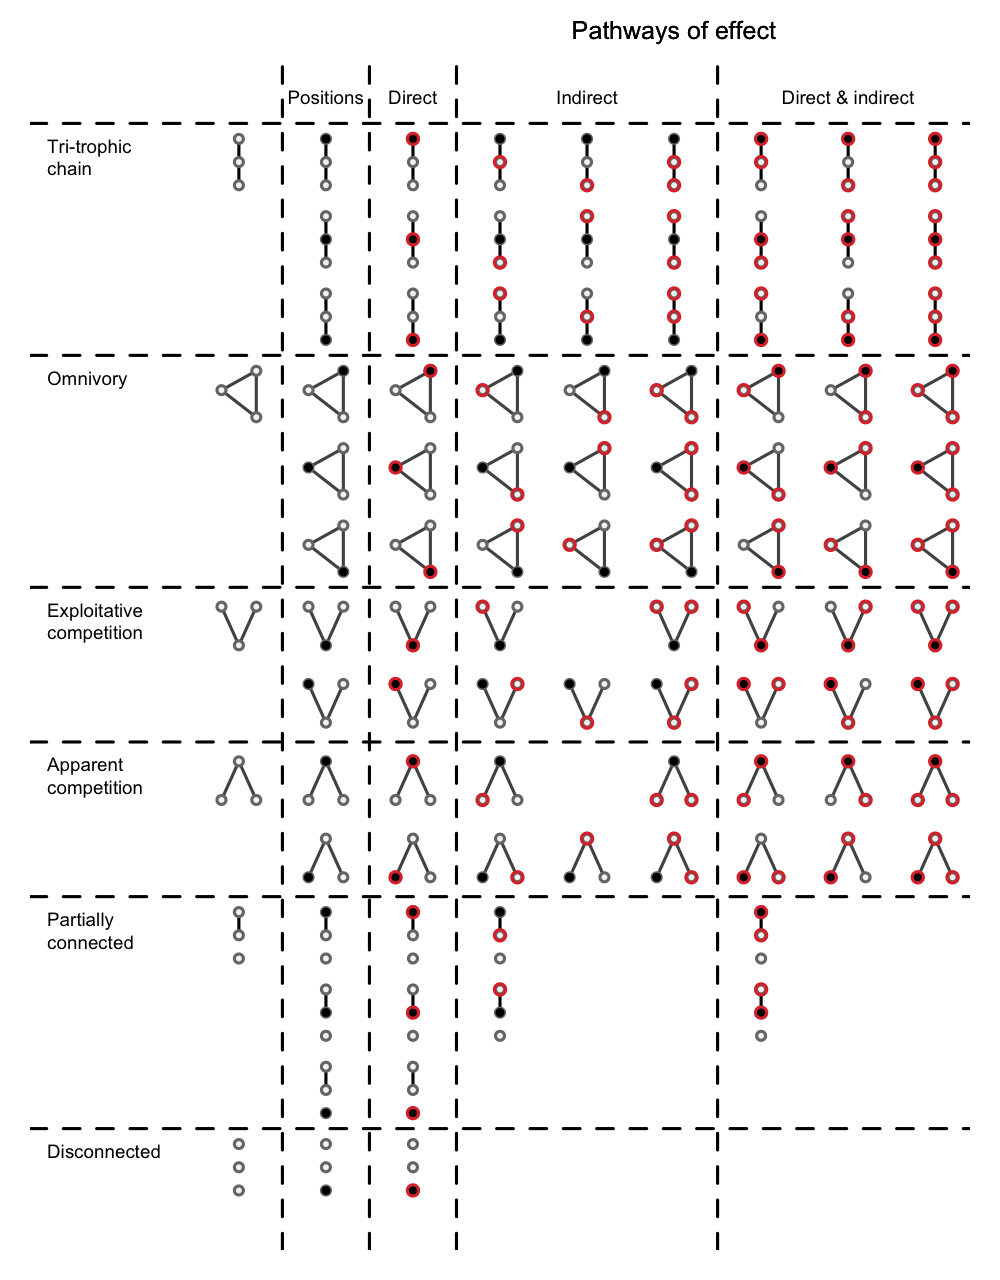 Pathways of effect
Positions
Direct
Indirect
Direct & indirect
Tri-trophic
chain
Omnivory
Exploitative
competition
Apparent
competition
Partially
connected
Disconnected